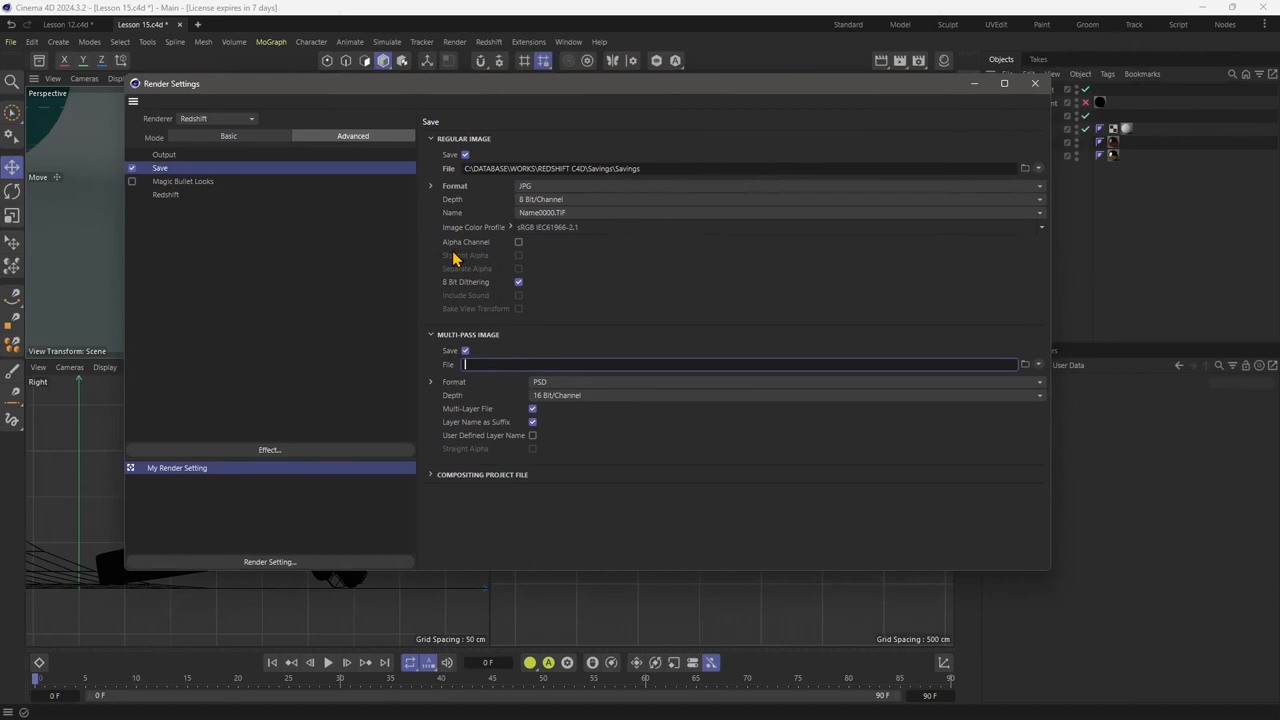 Cinema 4D 2024.3.2 - Main - [License expires in 7 days]
Lesson 12.c4d * Lesson 15.c4d * × + Standard Model Sculpt UVEdit Paint Groom Track Script Nodes
File Edit Create Modes Select Tools Spline Mesh Volume MoGraph Character Animate Simulate Tracker Render Redshift Extensions Window Help
X Y Z Objects Takes
View Cameras View Object Tags Bookmarks
Render Settings
Perspective
Renderer Redshift
Mode Basic Advanced
Output
Save
Magic Bullet Looks
Redshift
Effect...
My Render Setting
Render Setting...
Save
REGULAR IMAGE
Save
File C:\DATABASE\WORKS\REDSHIFT C4D\Savings\Savings
Format JPG
Depth 8 Bit/Channel
Name Name0000.TIF
Image Color Profile sRGB IEC61966-2.1
Alpha Channel
Separate Alpha
8 Bit Dithering
Include Sound
Bake View Transform
MULTI-PASS IMAGE
Save
File
Format PSD
Depth 16 Bit/Channel
Multi-Layer File
Layer Name as Suffix
User Defined Layer Name
Straight Alpha
COMPOSITING PROJECT FILE
Move
View Transform: Scene
View Cameras Display
User Data
Right
Grid Spacing : 50 cm
Grid Spacing : 500 cm
0 F
0 5 10 15 20 25 30 35 40 45 50 55 60 65 70 75 80 85 90
0 F 0 F 90 F 90 F